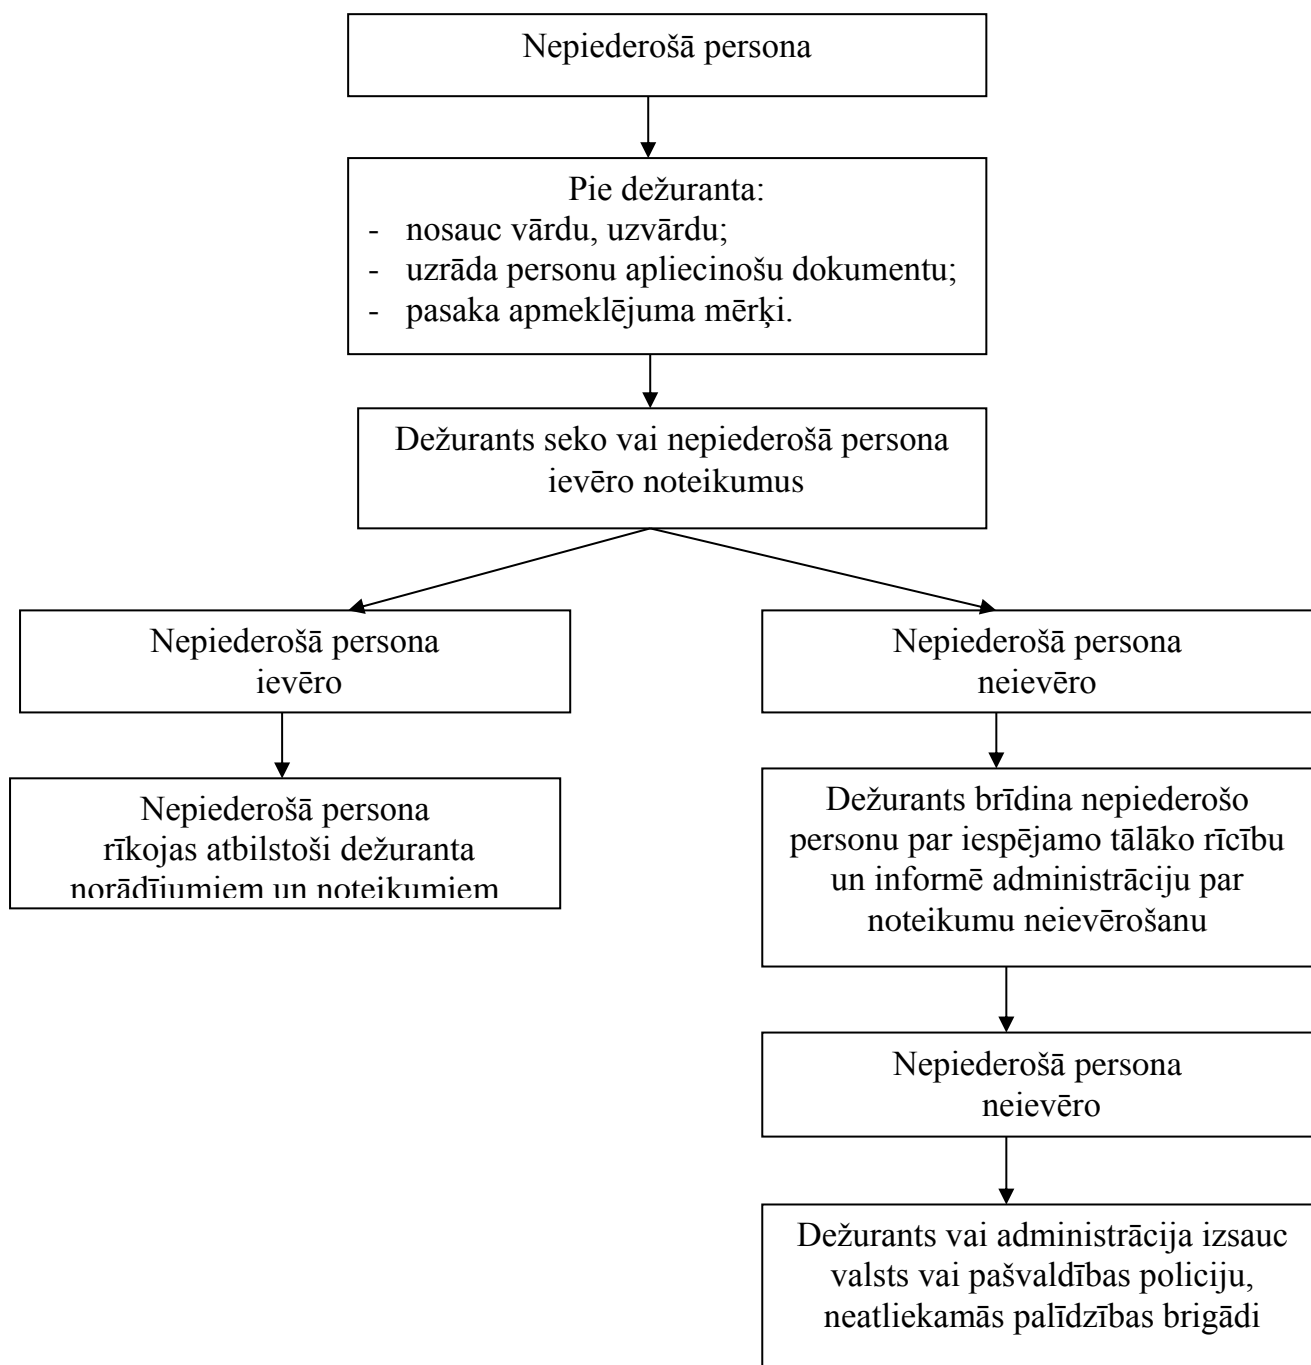 Nepiederošā persona
Pie dežuranta:
- nosauc vārdu, uzvārdu;
- uzrāda personu apliecinošu dokumentu;
- pasaka apmeklējuma mērķi.
Dežurants seko vai nepiederošā persona
ievēro noteikumus
Nepiederošā persona
ievēro
Nepiederošā persona
neievēro
Nepiederošā persona
rīkojas atbilstoši dežuranta
norādījumiem un noteikumiem
Dežurants brīdina nepiederošo
personu par iespējamo tālāko rīcību
un informē administrāciju par
noteikumu neievērošanu
Nepiederošā persona
neievēro
Dežurants vai administrācija izsauc
valsts vai pašvaldības policiju,
neatliekamās palīdzības brigādi